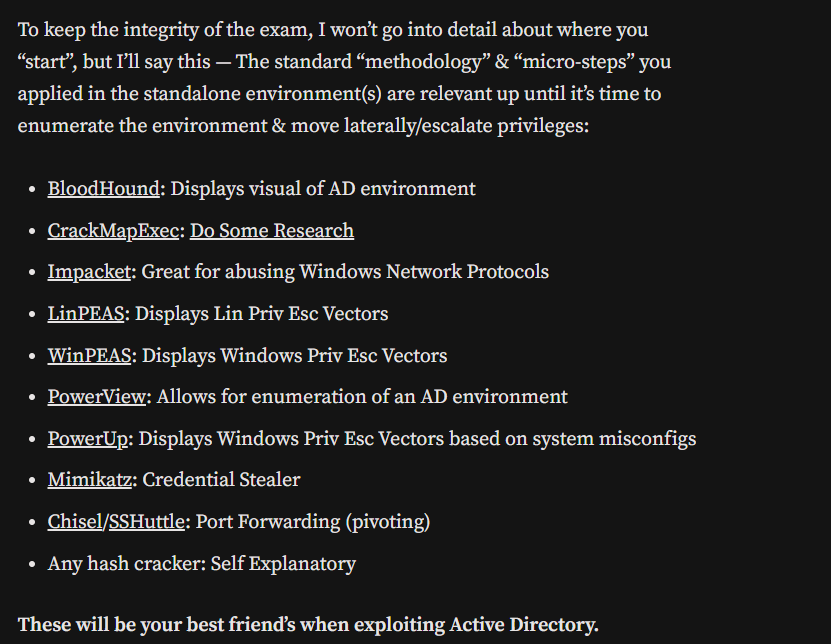 To keep the integrity of the exam, I won’t go into detail about where you
“start”, but I’ll say this — The standard “methodology” & “micro-steps” you
applied in the standalone environment(s) are relevant up until it’s time to
enumerate the environment & move laterally/escalate privileges:
• BloodHound: Displays visual of AD environment
• CrackMapExec: Do Some Research
• Impacket: Great for abusing Windows Network Protocols
• LinPEAS: Displays Lin Priv Esc Vectors
• WinPEAS: Displays Windows Priv Esc Vectors
• PowerView: Allows for enumeration of an AD environment
• PowerUp: Displays Windows Priv Esc Vectors based on system misconfigs
• Mimikatz: Credential Stealer
• Chisel/SSHuttle: Port Forwarding (pivoting)
• Any hash cracker: Self Explanatory
These will be your best friend’s when exploiting Active Directory.